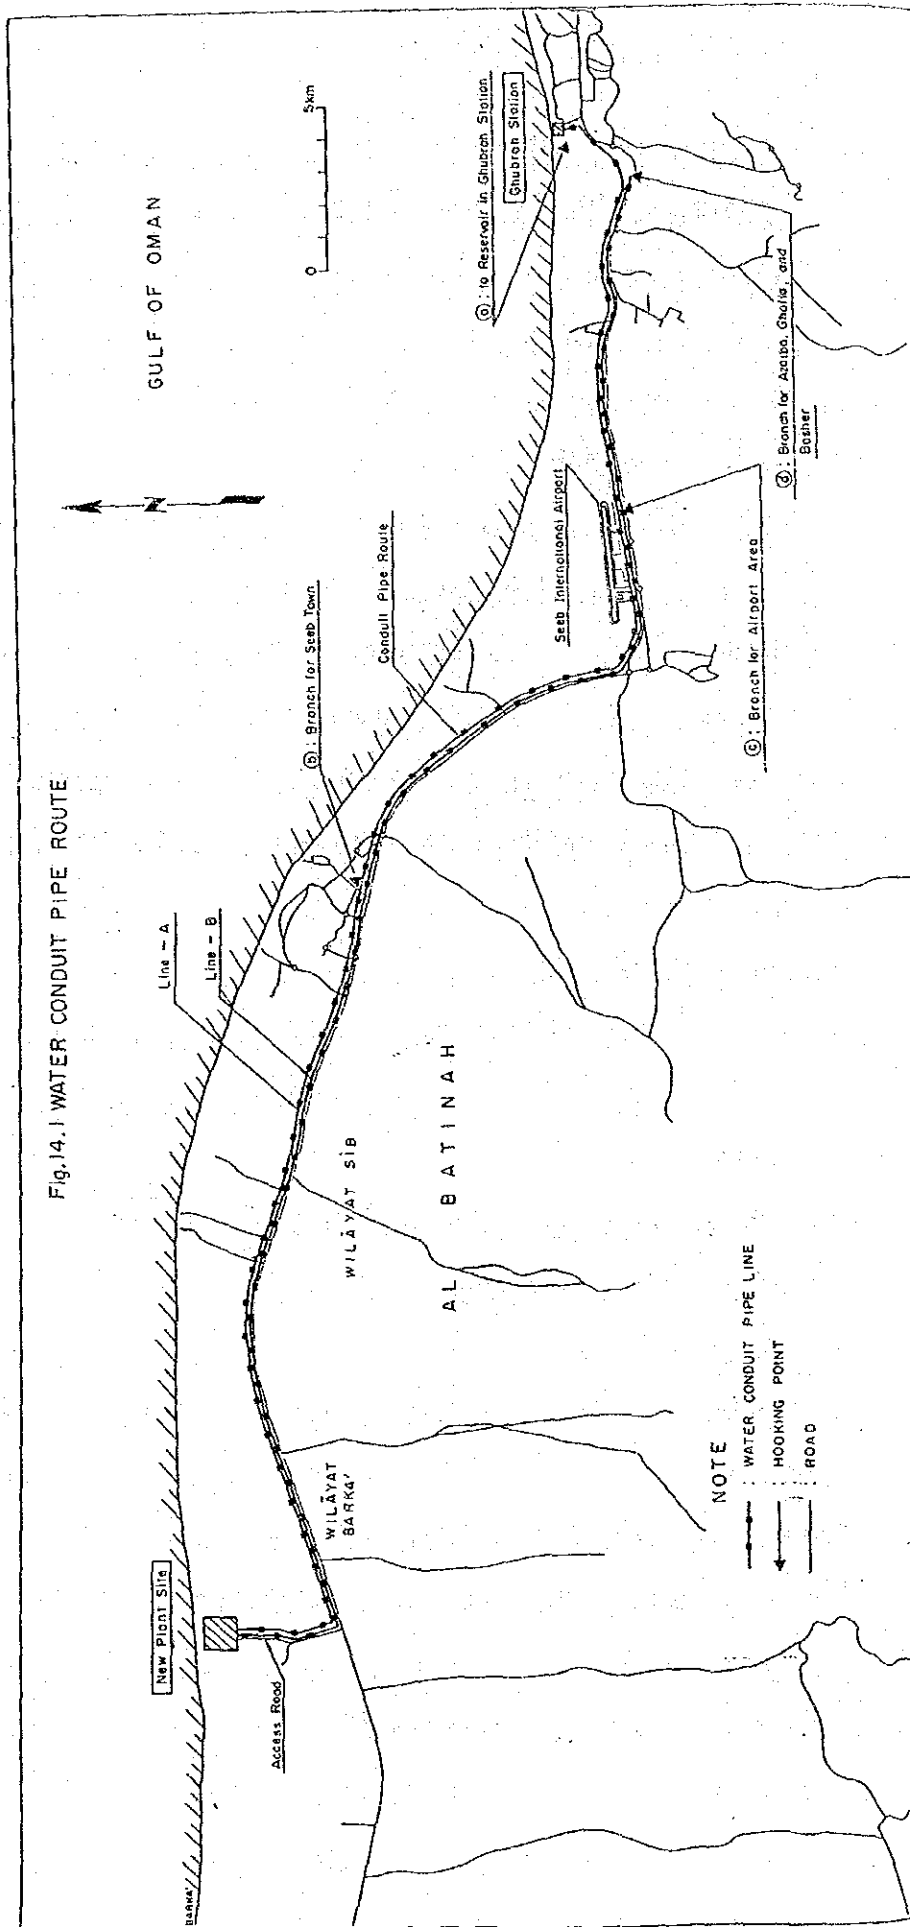 Fig.14.1 WATER CONDUIT PIPE ROUTE
GULF OF OMAN
N
0
5km
BARKA'
New Plant Site
Access Road
Line - A
Line - B
ⓑ : Branch for Seeb Town
Conduit Pipe Route
Seeb International Airport
ⓐ : to Reservoir in Ghubrah Station
Ghubrah Station
ⓒ : Branch for Airport Area
ⓓ : Branch for Azaiba, Ghalla, and
Bosher
WILĀYAT
BARKA'
WILĀYAT SĪB
AL BATINAH
NOTE
: WATER CONDUIT PIPE LINE
: HOOKING POINT
: ROAD